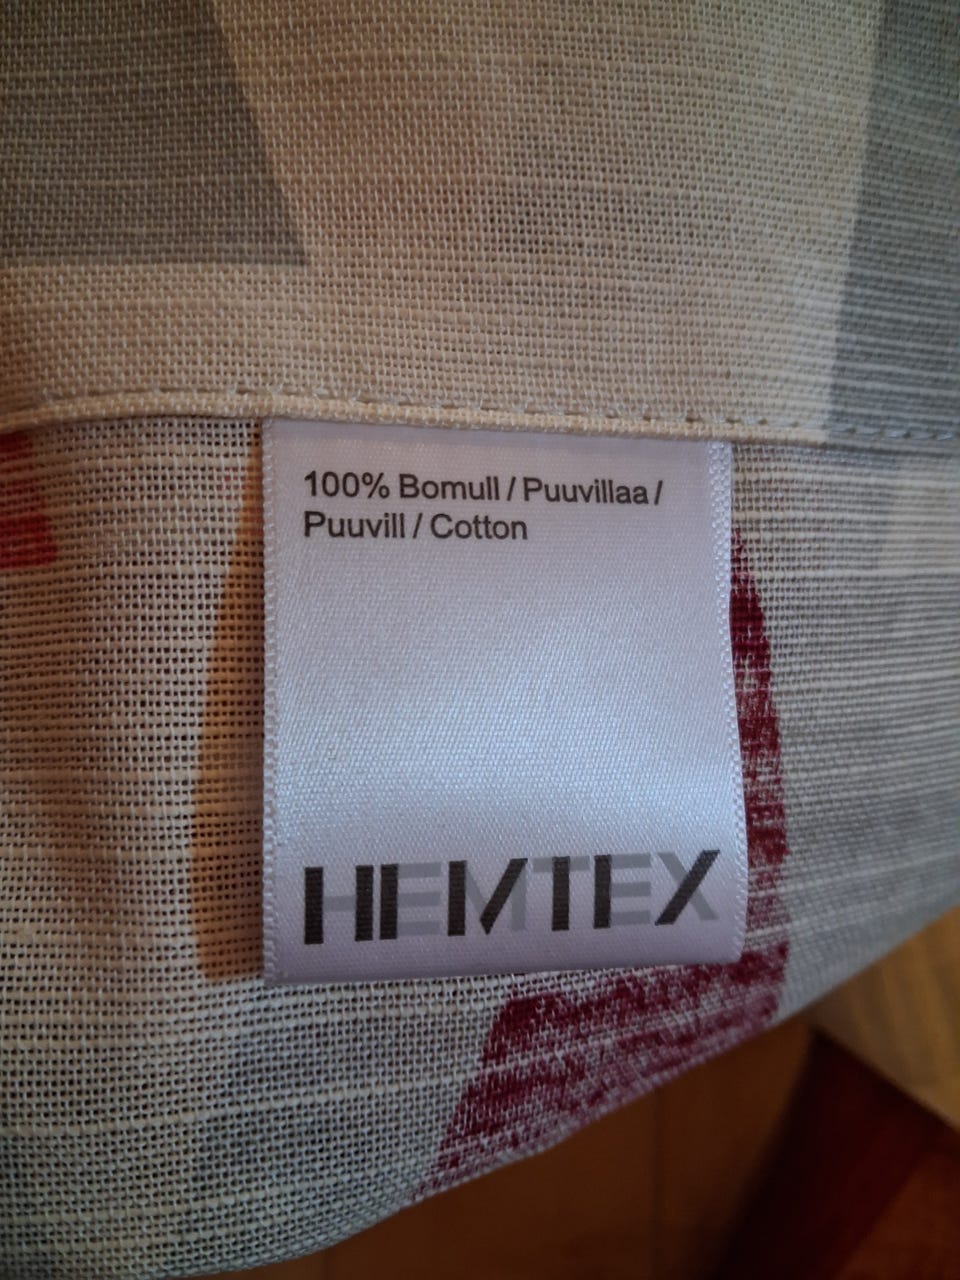 100% Bomull / Puuvillaa /
Puuvill / Cotton
HEMTEX